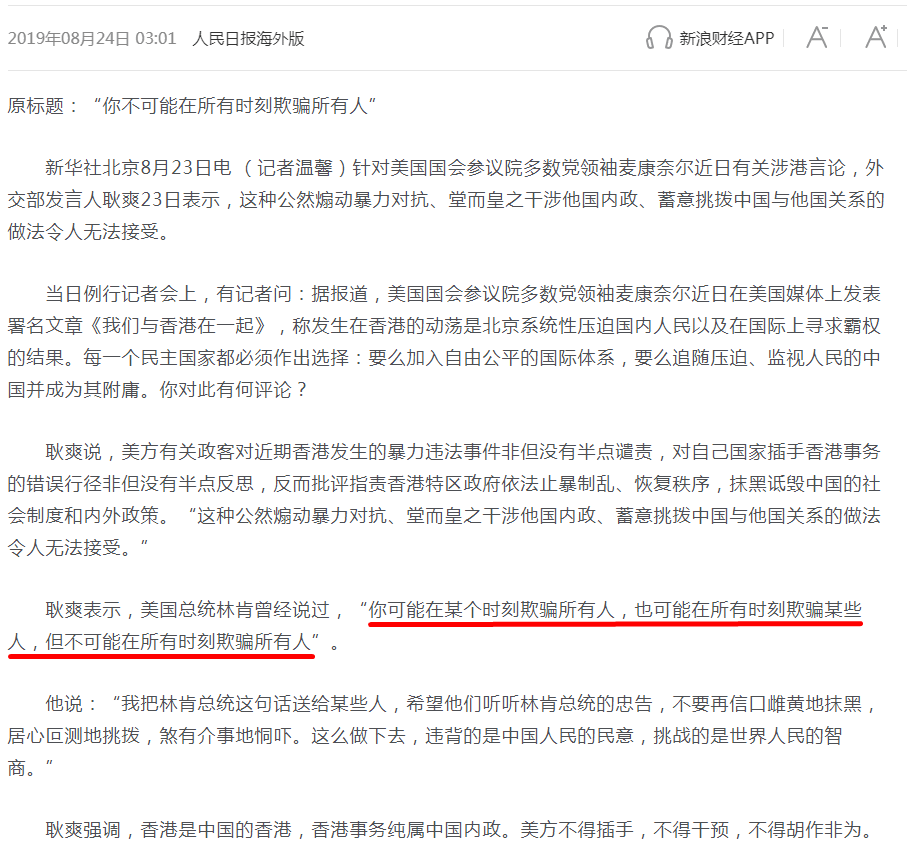 2019年08月24日 03:01 人民日报海外版 新浪财经APP A- A+
原标题：“你不可能在所有时刻欺骗所有人”
新华社北京8月23日电 （记者温馨）针对美国国会参议院多数党领袖麦康奈尔近日有关涉港言论，外
交部发言人耿爽23日表示，这种公然煽动暴力对抗、堂而皇之干涉他国内政、蓄意挑拨中国与他国关系的
做法令人无法接受。
当日例行记者会上，有记者问：据报道，美国国会参议院多数党领袖麦康奈尔近日在美国媒体上发表
署名文章《我们与香港在一起》，称发生在香港的动荡是北京系统性压迫国内人民以及在国际上寻求霸权
的结果。每一个民主国家都必须作出选择：要么加入自由公平的国际体系，要么追随压迫、监视人民的中
国并成为其附庸。你对此有何评论？
耿爽说，美方有关政客对近期香港发生的暴力违法事件非但没有半点谴责，对自己国家插手香港事务
的错误行径非但没有半点反思，反而批评指责香港特区政府依法止暴制乱、恢复秩序，抹黑诋毁中国的社
会制度和内外政策。“这种公然煽动暴力对抗、堂而皇之干涉他国内政、蓄意挑拨中国与他国关系的做法
令人无法接受。”
耿爽表示，美国总统林肯曾经说过，“你可能在某个时刻欺骗所有人，也可能在所有时刻欺骗某些
人，但不可能在所有时刻欺骗所有人”。
他说：“我把林肯总统这句话送给某些人，希望他们听听林肯总统的忠告，不要再信口雌黄地抹黑，
居心叵测地挑拨，煞有介事地恫吓。这么做下去，违背的是中国人民的民意，挑战的是世界人民的智
商。”
耿爽强调，香港是中国的香港，香港事务纯属中国内政。美方不得插手，不得干预，不得胡作非为。